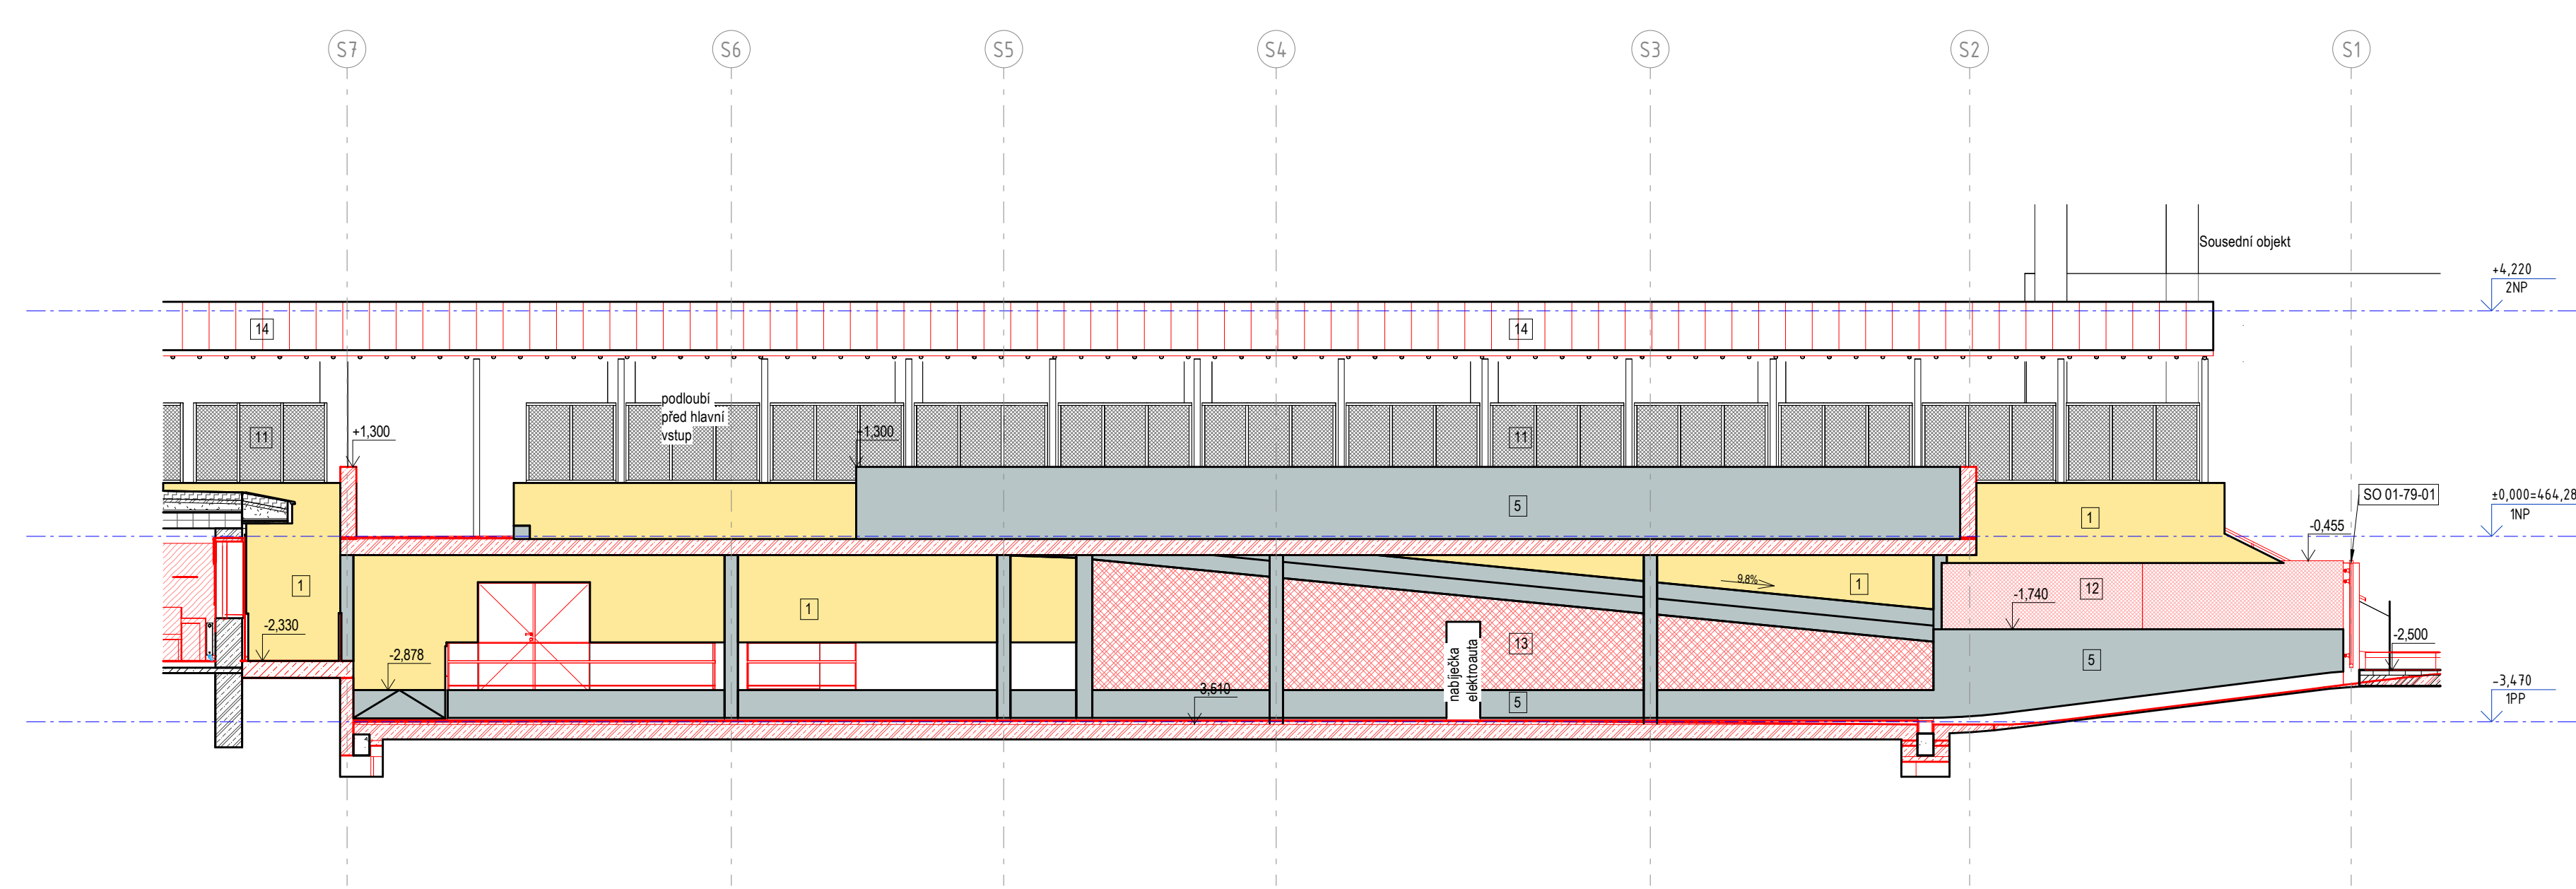 S7 S6 S5 S4 S3 S2 S1
Sousední objekt
+4,220
2NP
14 14
podloubí
před hlavní
vstup
11 11
+1,300 +1,300
SO 01-79-01
±0,000=464,28
1NP
5 1
-0,455
9,8%
1 1 1 12
-1,740
-2,330
-2,500
13
nabíječka
elektroauta
-2,878
5
-3,470
1PP
-3,610
5